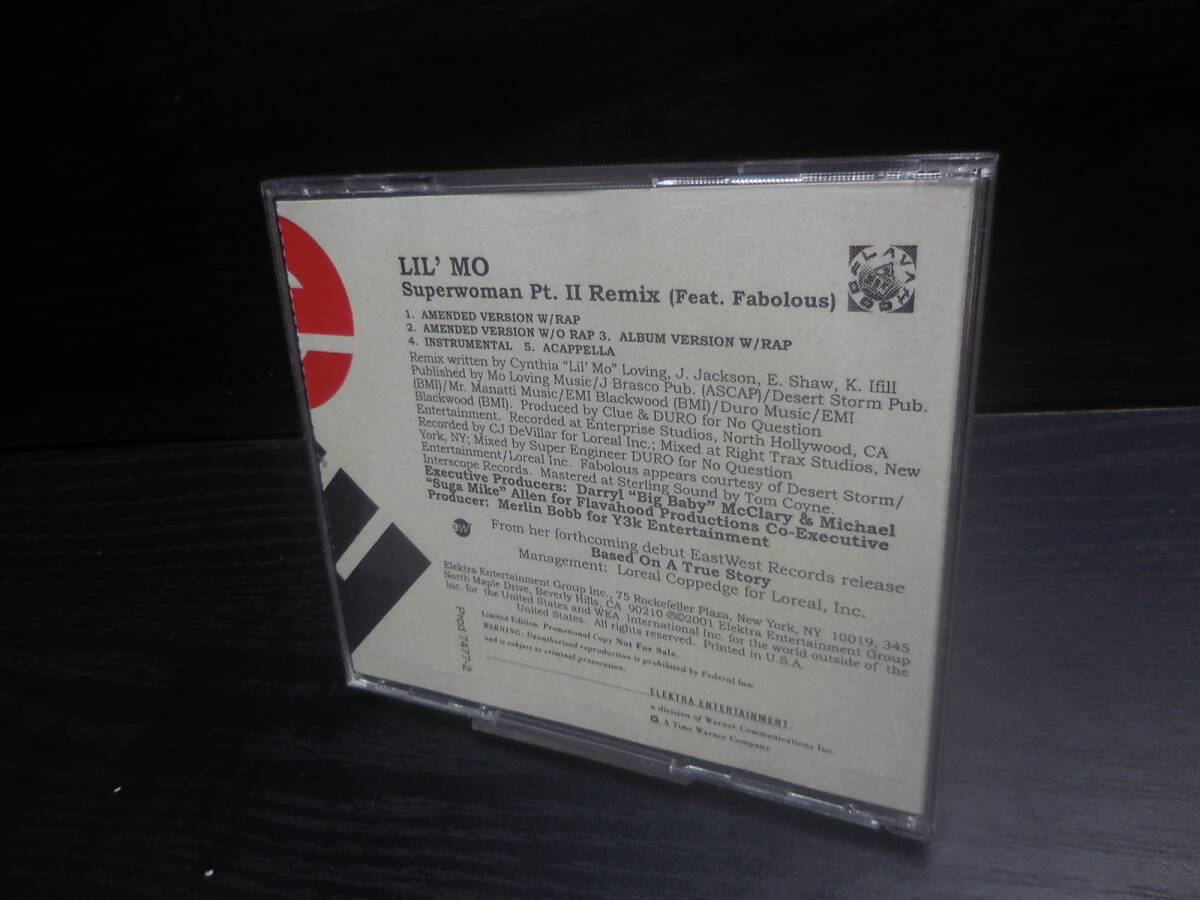 LIL' MO
Superwoman Pt. II Remix (Feat. Fabolous)
1. AMENDED VERSION W/RAP
2. AMENDED VERSION W/O RAP 3. ALBUM VERSION W/RAP
4. INSTRUMENTAL 5. ACAPPELLA
Remix written by Cynthia "Lil' Mo" Loving, J. Jackson, E. Shaw, K. Ifill
Published by Mo Loving Music/J Brasco Pub. (ASCAP)/Desert Storm Pub.
(BMI)/Mr. Manatti Music/EMI Blackwood (BMI)/Duro Music/EMI
Blackwood (BMI). Produced by Clue & DURO for No Question
Entertainment. Recorded at Enterprise Studios, North Hollywood, CA
Recorded by CJ DeVillar for Loreal Inc.; Mixed at Right Trax Studios, New
York, NY; Mixed by Super Engineer DURO for No Question
Entertainment/Loreal Inc. Fabolous appears courtesy of Desert Storm/
Interscope Records. Mastered at Sterling Sound by Tom Coyne.
Executive Producers: Darryl "Big Baby" McClary & Michael
"Suga Mike" Allen for Flavahood Productions Co-Executive
Producer: Merlin Bobb for Y3k Entertainment
ew From her forthcoming debut EastWest Records release
Based On A True Story
Management: Loreal Coppedge for Loreal, Inc.
Elektra Entertainment Group Inc., 75 Rockefeller Plaza, New York, NY 10019, 345
North Maple Drive, Beverly Hills, CA 90210 ℗©2001 Elektra Entertainment Group
Inc. for the United States and WEA International Inc. for the world outside of the
United States. All rights reserved. Printed in U.S.A.
Limited Edition. Promotional Copy Not For Sale.
WARNING: Unauthorized reproduction is prohibited by Federal law
and is subject to criminal prosecution.
Prcd 7477-2
ELEKTRA ENTERTAINMENT.
a division of Warner Communications Inc.
A Time Warner Company